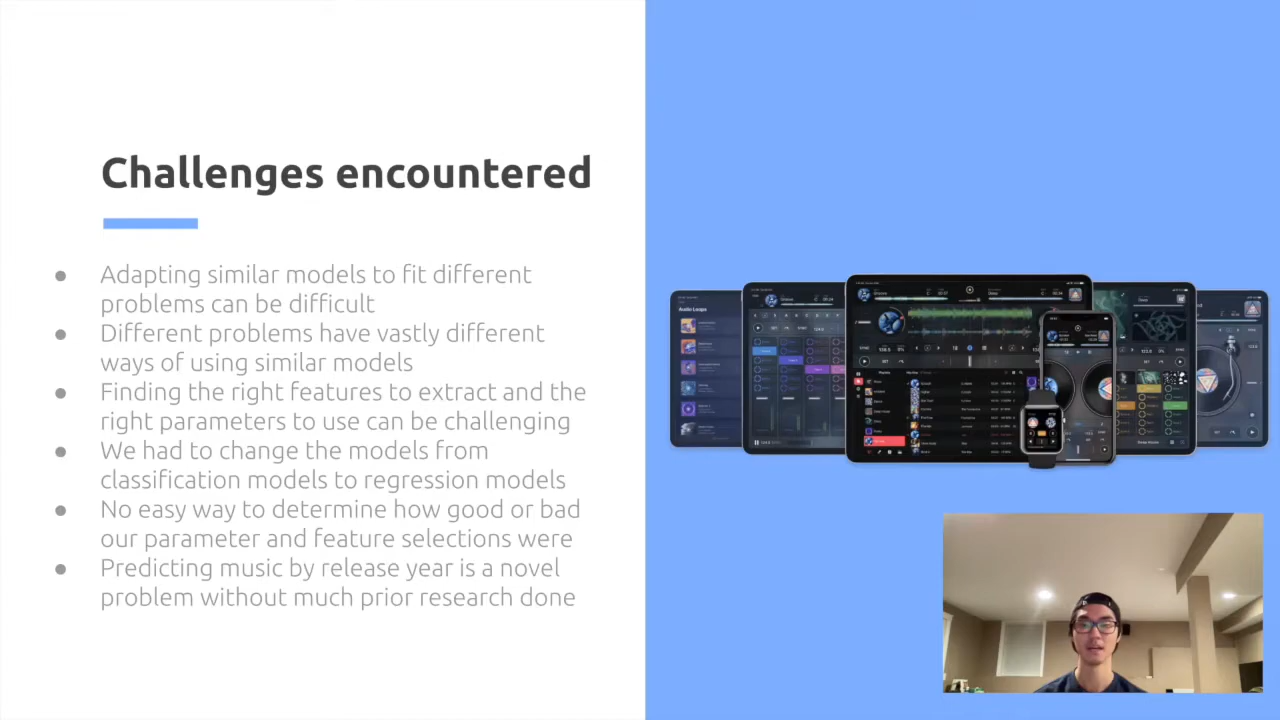 Challenges encountered
● Adapting similar models to fit different
problems can be difficult
● Different problems have vastly different
ways of using similar models
● Finding the right features to extract and the
right parameters to use can be challenging
● We had to change the models from
classification models to regression models
● No easy way to determine how good or bad
our parameter and feature selections were
● Predicting music by release year is a novel
problem without much prior research done
Audio Loops